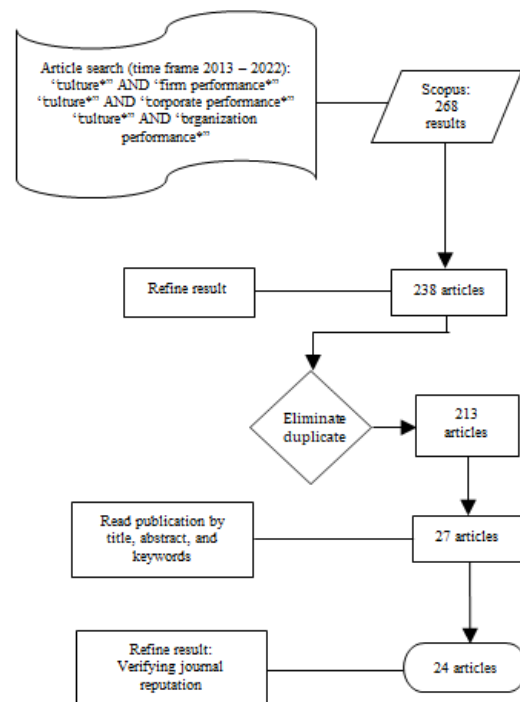 Article search (time frame 2013 – 2022):
“culture*” AND “firm performance*”
“culture*” AND “corporate performance*”
“culture*” AND “organization
performance*”
Scopus:
268
results
Refine result
238 articles
Eliminate
duplicate
213
articles
Read publication by
title, abstract, and
keywords
27 articles
Refine result:
Verifying journal
reputation
24 articles